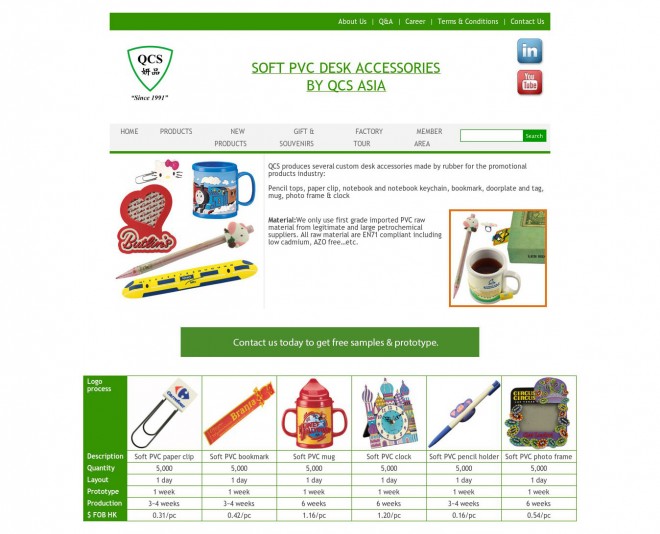 About Us | Q&A | Career | Terms & Conditions | Contact Us
QCS
妍品
"Since 1991"
SOFT PVC DESK ACCESSORIES
BY QCS ASIA
in
You
Tube
HOME PRODUCTS NEW PRODUCTS GIFT & SOUVENIRS FACTORY TOUR MEMBER AREA Search
QCS produces several custom desk accessories made by rubber for the promotional
products industry:
Pencil tops, paper clip, notebook and notebook keychain, bookmark, doorplate and tag,
mug, photo frame & clock
Material:We only use first grade imported PVC raw
material from legitimate and large petrochemical
suppliers. All raw material are EN71 compliant including
low cadmium, AZO free…etc.
Butlin's
Contact us today to get free samples & prototype.
Logo
process
Carrefour
Branta
CIRCUS
CIRCUS
Description Soft PVC paper clip Soft PVC bookmark Soft PVC mug Soft PVC clock Soft PVC pencil holder Soft PVC photo frame
Quantity 5,000 5,000 5,000 5,000 5,000 5,000
Layout 1 day 1 day 1 day 1 day 1 day 1 day
Prototype 1 week 1 week 1 week 1 week 1 week 1 week
Production 3-4 weeks 3-4 weeks 6 weeks 6 weeks 3-4 weeks 6 weeks
$ FOB HK 0.31/pc 0.42/pc 1.16/pc 1.20/pc 0.16/pc 0.54/pc